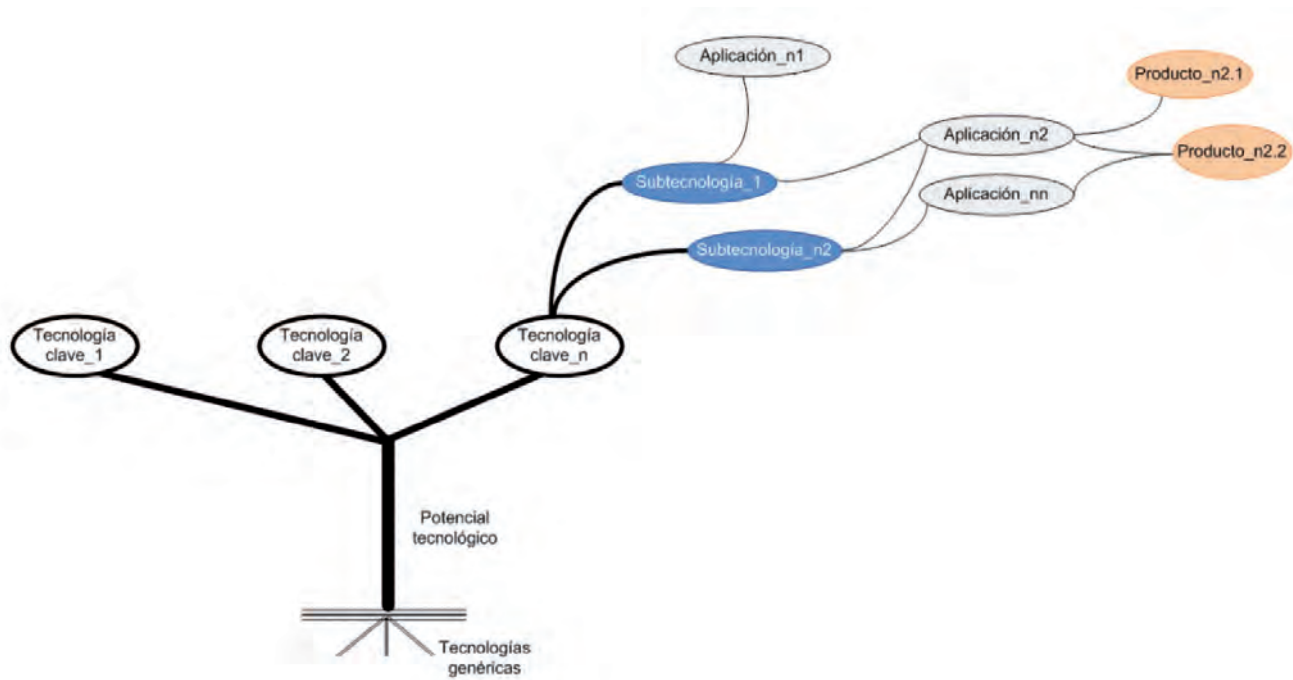 Aplicación_n1
Producto_n2.1
Aplicación_n2
Producto_n2.2
Subtecnología_1
Aplicación_nn
Subtecnología_n2
Tecnología
clave_1
Tecnología
clave_2
Tecnología
clave_n
Potencial
tecnológico
Tecnologías
genéricas